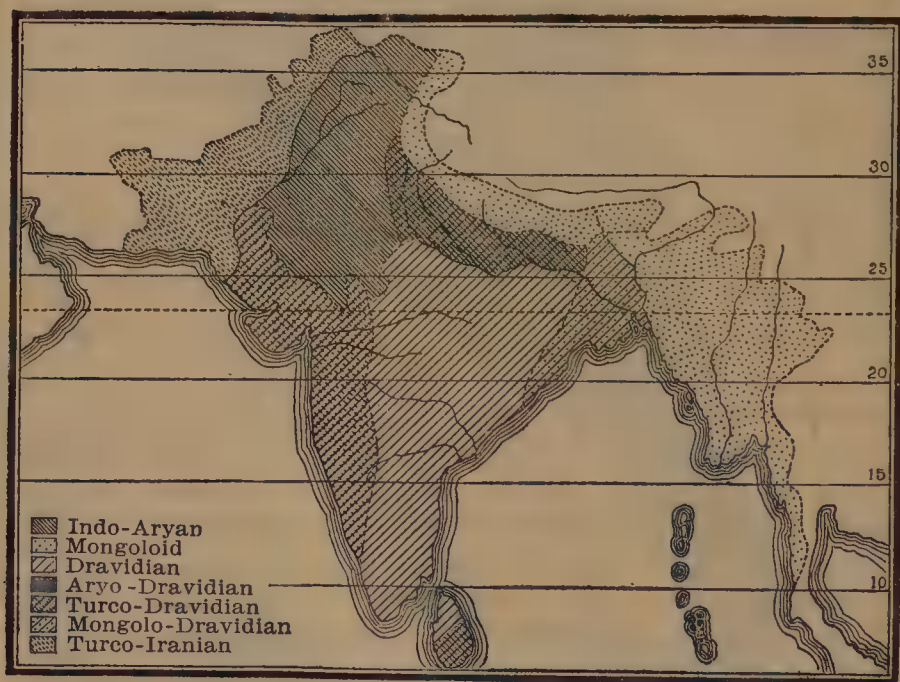 35
30
25
20
15
10
Indo-Aryan
Mongoloid
Dravidian
Aryo-Dravidian
Turco-Dravidian
Mongolo-Dravidian
Turco-Iranian